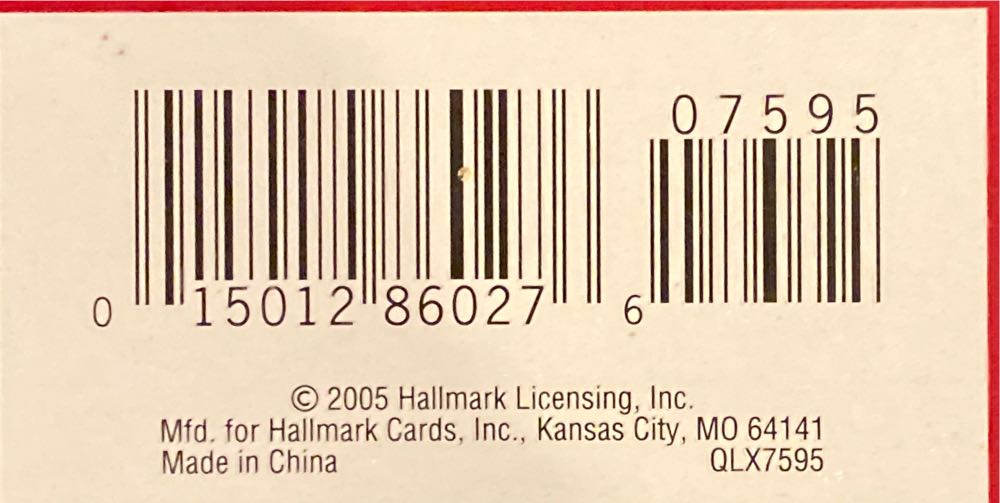 07595
0 15012 86027 6
© 2005 Hallmark Licensing, Inc.
Mfd. for Hallmark Cards, Inc., Kansas City, MO 64141
Made in China QLX7595